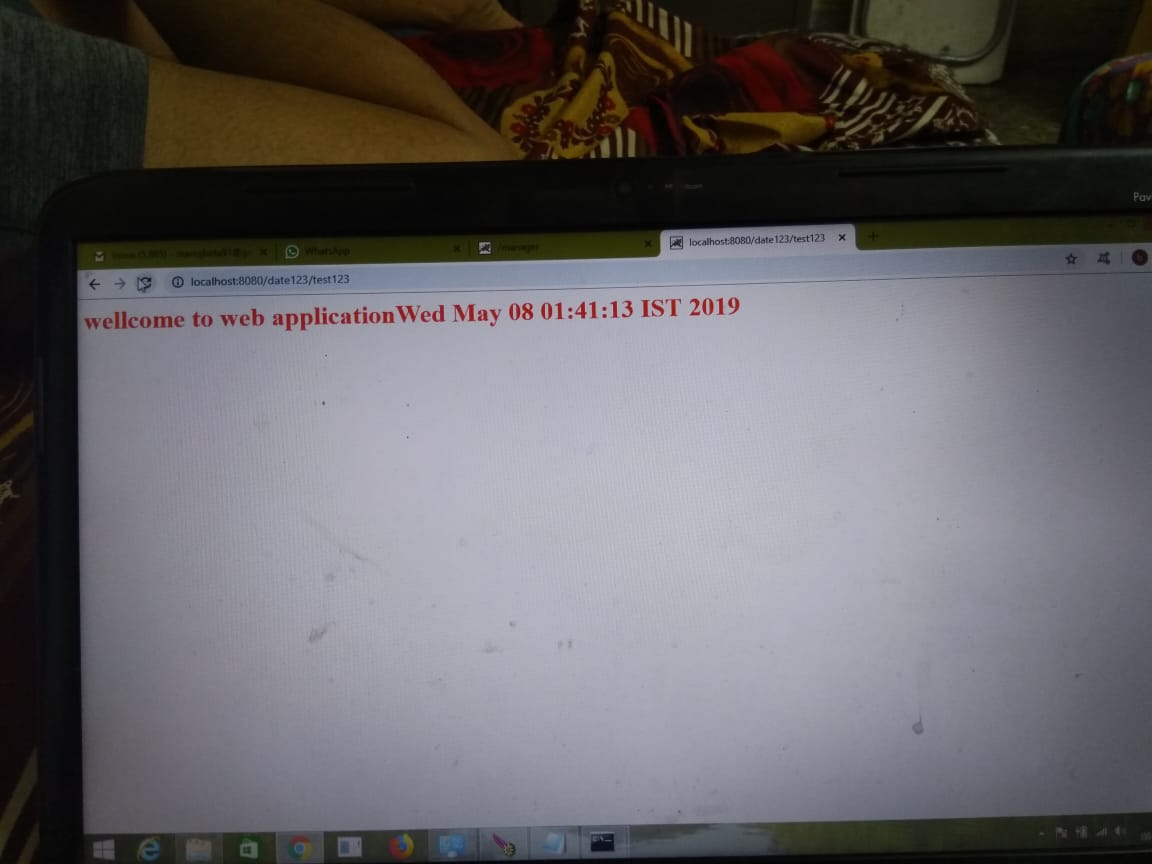 Pav
WhatsApp
/manager
localhost:8080/date123/test123
localhost:8080/date123/test123
wellcome to web applicationWed May 08 01:41:13 IST 2019